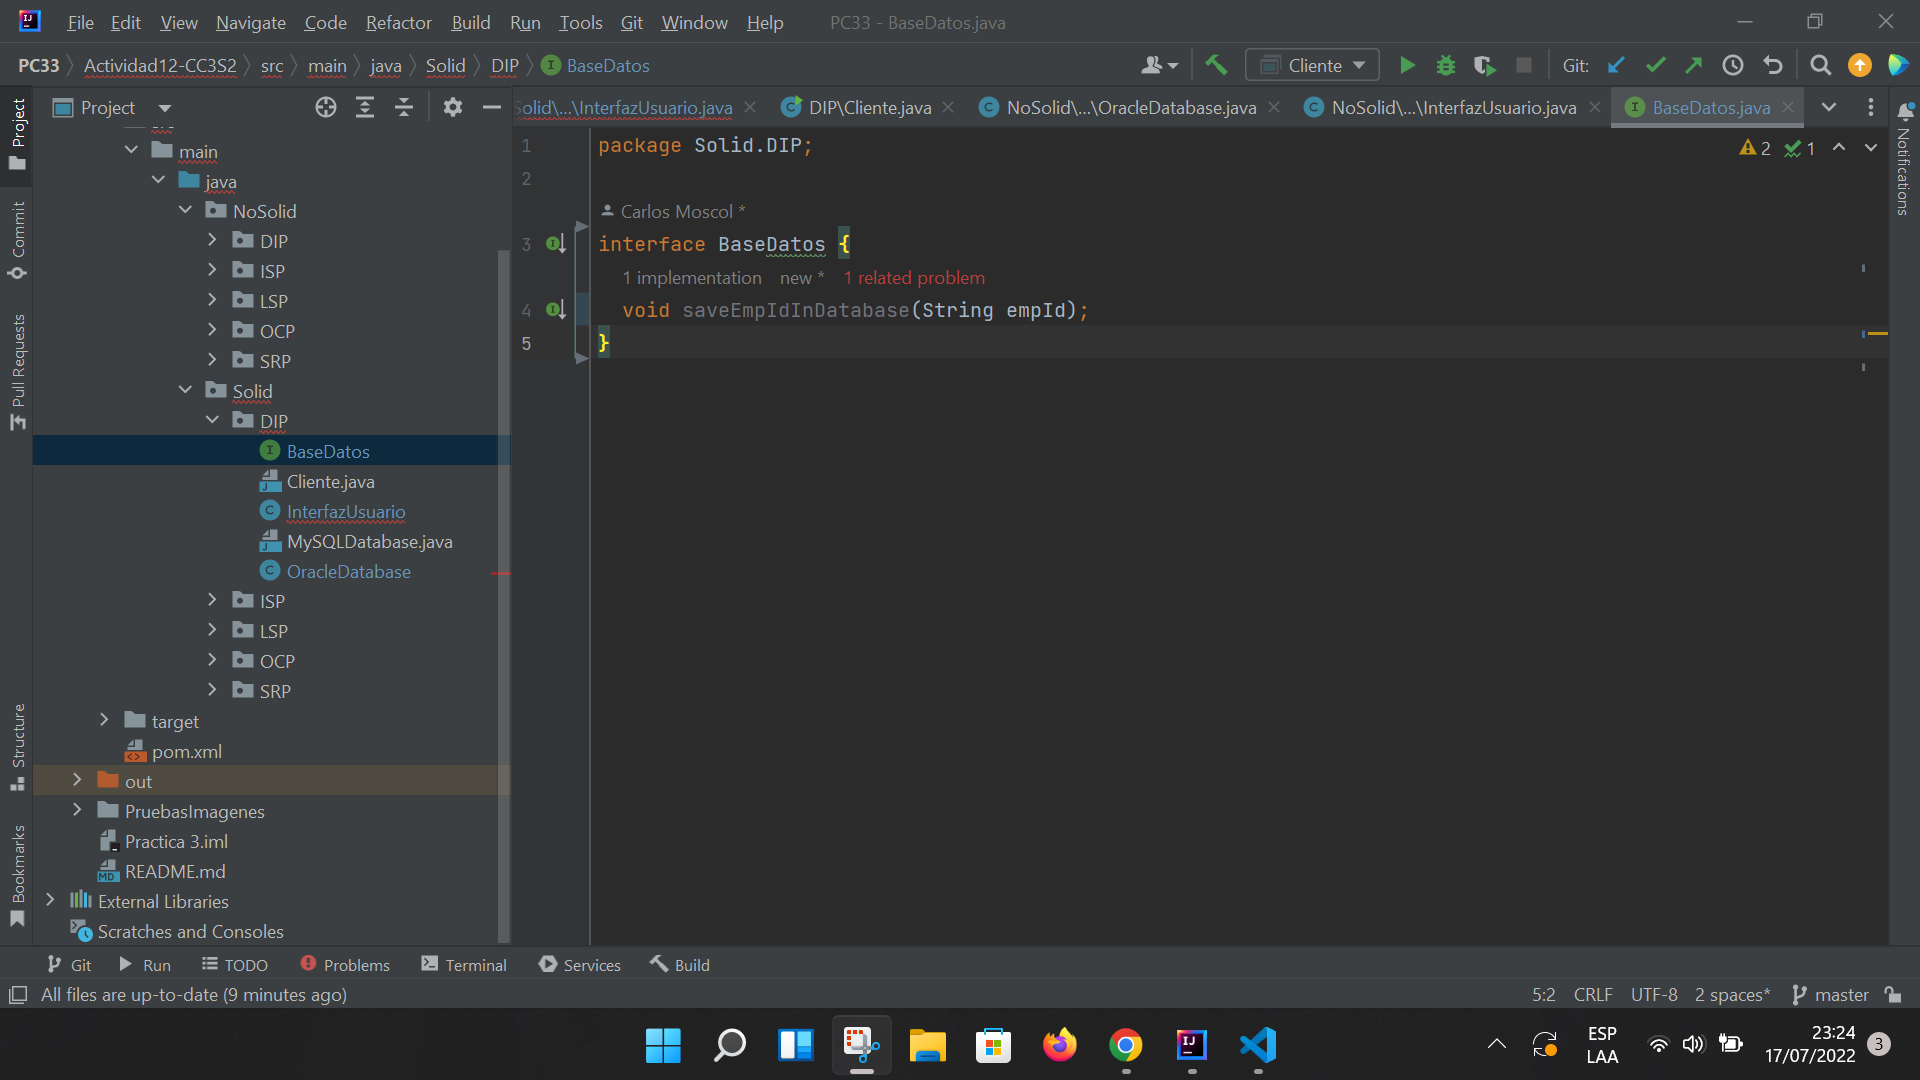 File Edit View Navigate Code Refactor Build Run Tools Git Window Help PC33 - BaseDatos.java
PC33 Actividad12-CC3S2 src main java Solid DIP BaseDatos Cliente Git:
Project
Solid\...\InterfazUsuario.java DIP\Cliente.java NoSolid\...\OracleDatabase.java NoSolid\...\InterfazUsuario.java BaseDatos.java
Project
Commit
Pull Requests
Structure
Bookmarks
main
java
NoSolid
DIP
ISP
LSP
OCP
SRP
Solid
DIP
BaseDatos
Cliente.java
InterfazUsuario
MySQLDatabase.java
OracleDatabase
ISP
LSP
OCP
SRP
target
pom.xml
out
PruebasImagenes
Practica 3.iml
README.md
External Libraries
Scratches and Consoles
1 package Solid.DIP;
2
Carlos Moscol *
3 interface BaseDatos {
1 implementation new * 1 related problem
4 void saveEmpIdInDatabase(String empId);
5 }
2 1
Notifications
Git Run TODO Problems Terminal Services Build
All files are up-to-date (9 minutes ago) 5:2 CRLF UTF-8 2 spaces* master
ESP
LAA
23:24
17/07/2022
3